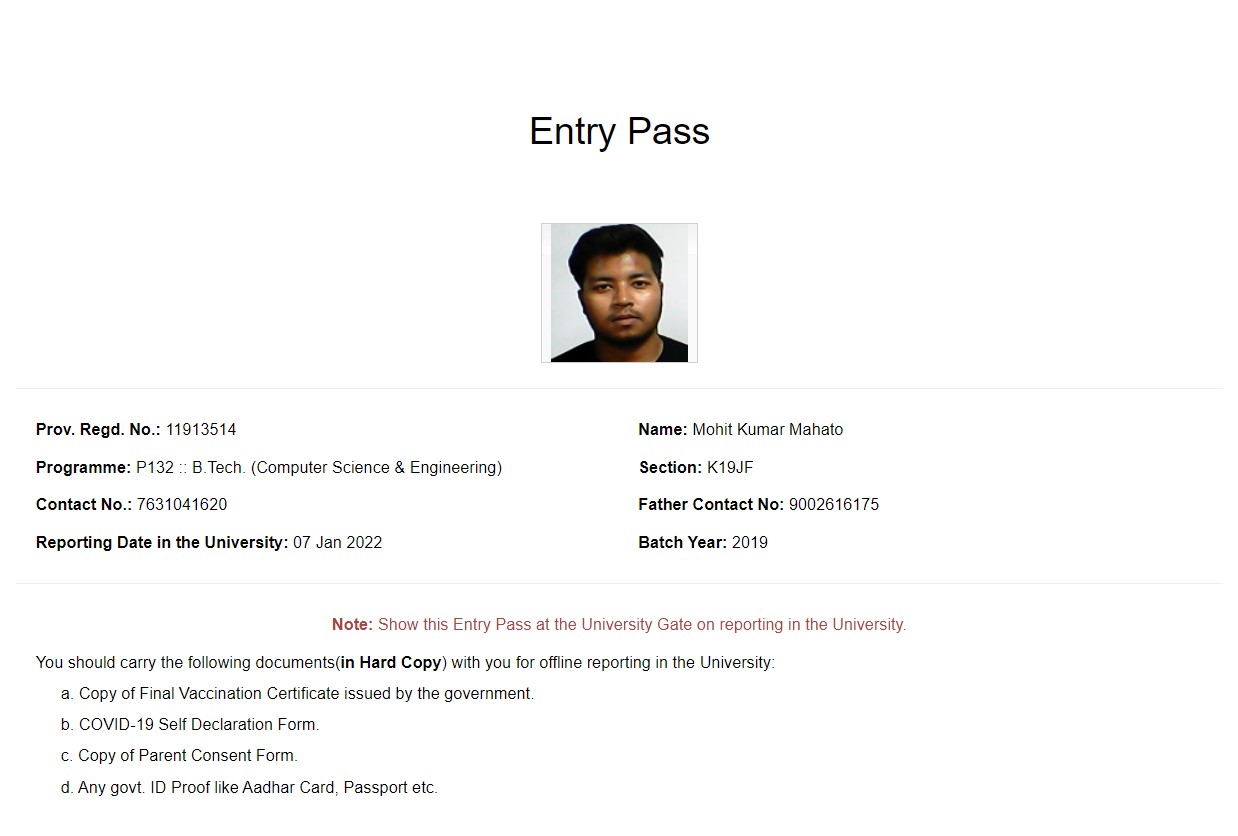 Entry Pass
Prov. Regd. No.: 11913514
Name: Mohit Kumar Mahato
Programme: P132 :: B.Tech. (Computer Science & Engineering)
Section: K19JF
Contact No.: 7631041620
Father Contact No: 9002616175
Reporting Date in the University: 07 Jan 2022
Batch Year: 2019
Note: Show this Entry Pass at the University Gate on reporting in the University.
You should carry the following documents(in Hard Copy) with you for offline reporting in the University:
a. Copy of Final Vaccination Certificate issued by the government.
b. COVID-19 Self Declaration Form.
c. Copy of Parent Consent Form.
d. Any govt. ID Proof like Aadhar Card, Passport etc.